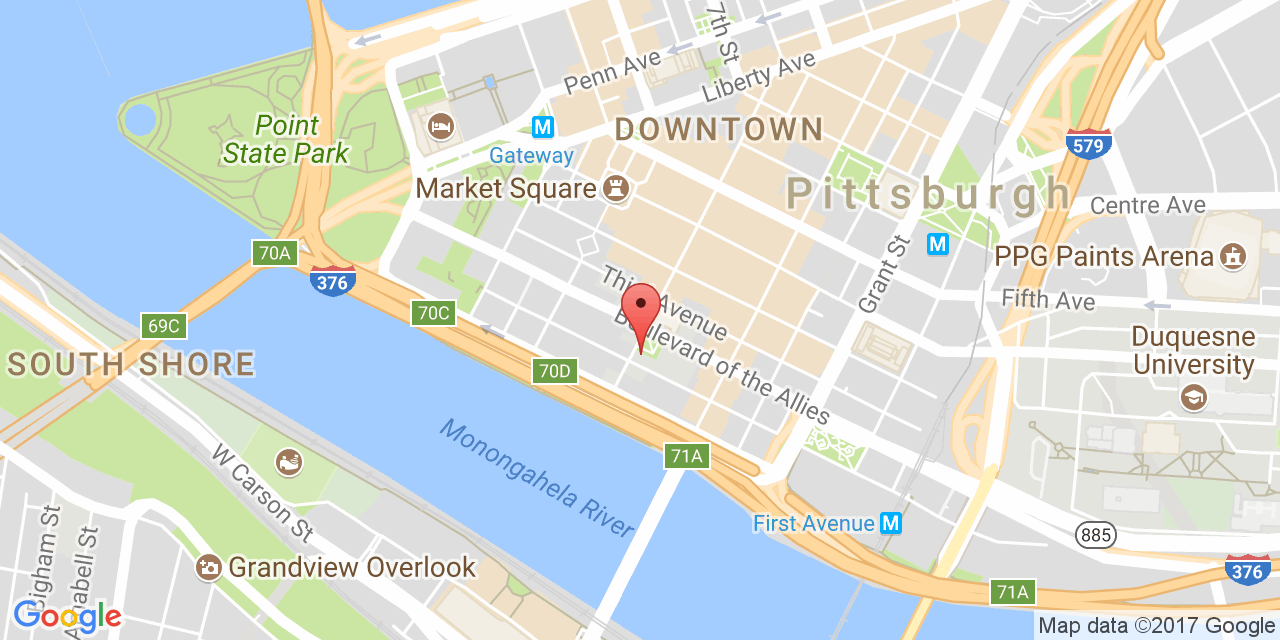 7th St
Penn Ave
Liberty Ave
Point
State Park
M
Gateway
DOWNTOWN
579
Market Square
Pittsburgh
Centre Ave
M
70A
376
PPG Paints Arena
Grant St
Fifth Ave
69C
70C
Third Avenue
Boulevard of the Allies
SOUTH SHORE
70D
Duquesne
University
Monongahela River
71A
W Carson St
First Avenue M
885
Bigham St
Grandview Overlook
376
71A
Google
Map data ©2017 Google